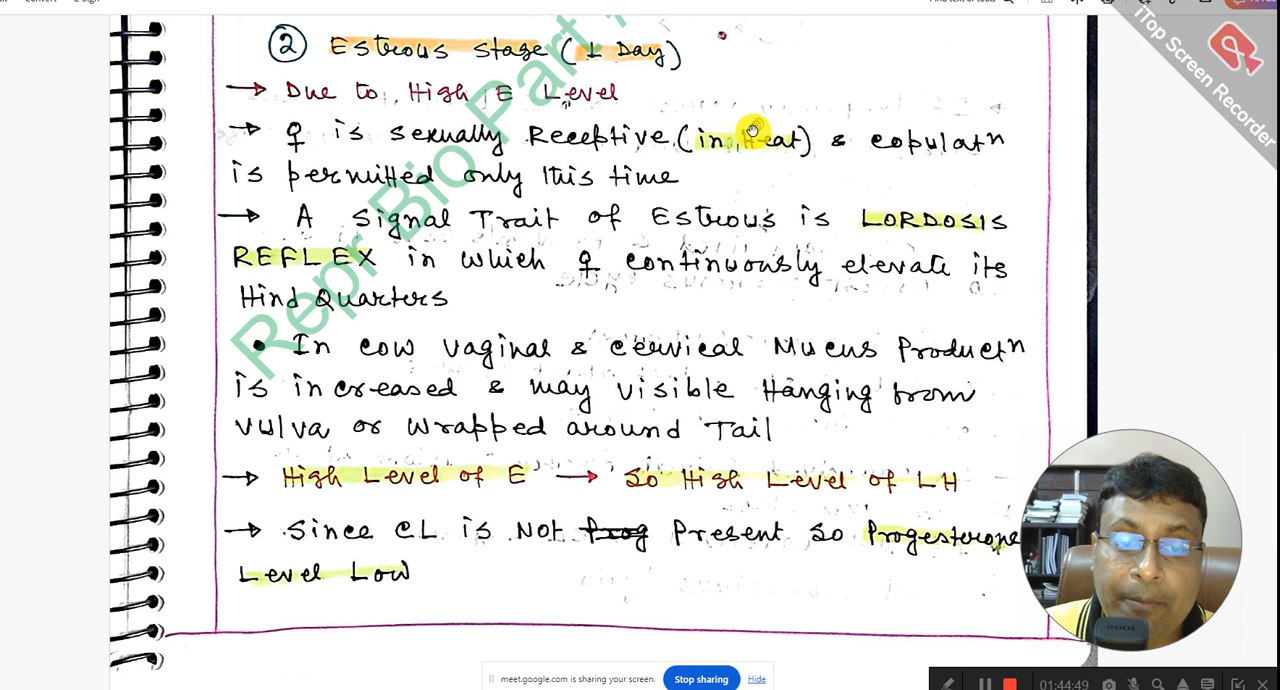 ② Estrous Stage (1 Day)
→ Due to High E Level
→ ♀ is sexually Receptive (in Heat) & copulatn
is permitted only this time
→ A Signal Trait of Estrous is LORDOSIS
REFLEX in which ♀ continuously elevate its
Hind Quarters
• In cow vaginal & cervical Mucus Productn
is increased & may visible Hanging from
vulva or wrapped around Tail
→ High Level of E → So High Level of LH
→ Since CL is Not Prog Present so Progesterone
Level Low
Repr Bio Part
iTop Screen Recorder
RODE
meet.google.com is sharing your screen.
Stop sharing
Hide
01:44:49